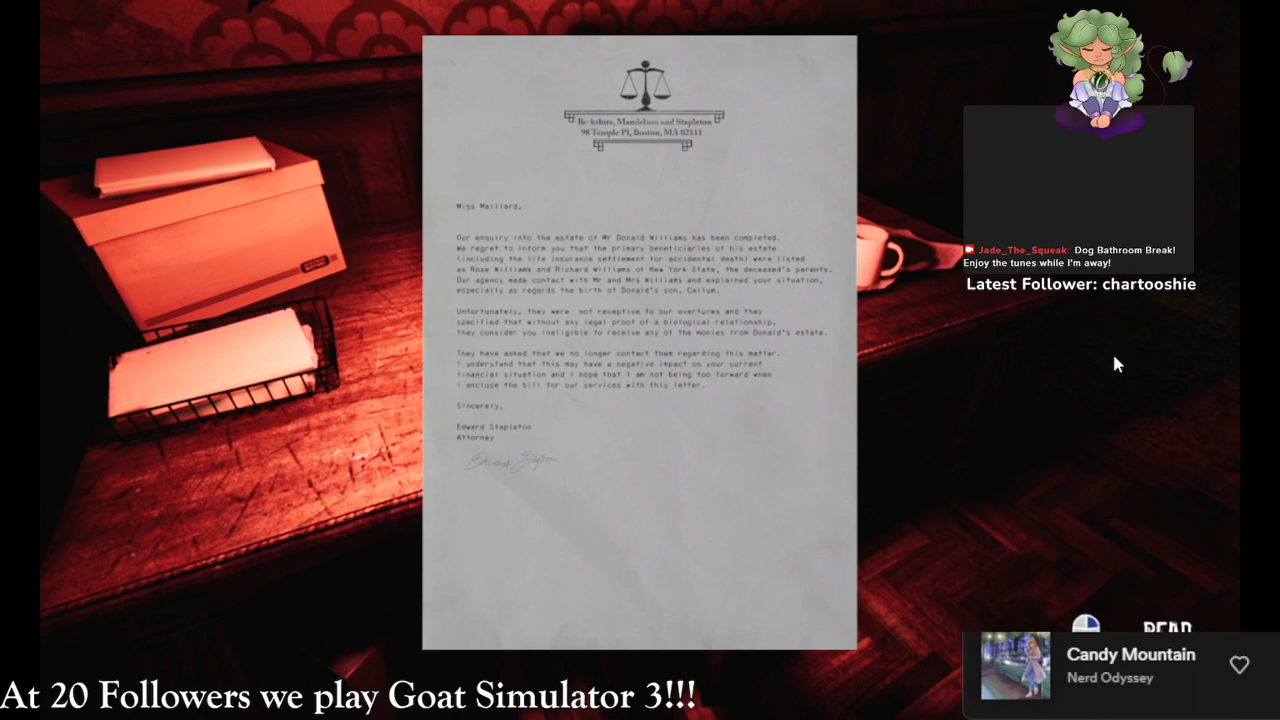 Berkshire, Mandelson and Stapleton
98 Temple Pl, Boston, MA 02111
Miss Maillard,
Our enquiry into the estate of Mr Donald Williams has been completed.
We regret to inform you that the primary beneficiaries of his estate
(including the life insurance settlement for accidental death) were listed
as Rose Williams and Richard Williams of New York State, the deceased's parents.
Our agency made contact with Mr and Mrs Williams and explained your situation,
especially as regards the birth of Donald's son, Callum.
Unfortunately, they were not receptive to our overtures and they
specified that without any legal proof of a biological relationship,
they consider you ineligible to receive any of the monies from Donald's estate.
They have asked that we no longer contact them regarding this matter.
I understand that this may have a negative impact on your current
financial situation and I hope that I am not being too forward when
I enclose the bill for our services with this letter.
Sincerely,
Edward Stapleton
Attorney
Jade_The_Squeak: Dog Bathroom Break!
Enjoy the tunes while I'm away!
Latest Follower: chartooshie
READ
Candy Mountain
Nerd Odyssey
At 20 Followers we play Goat Simulator 3!!!